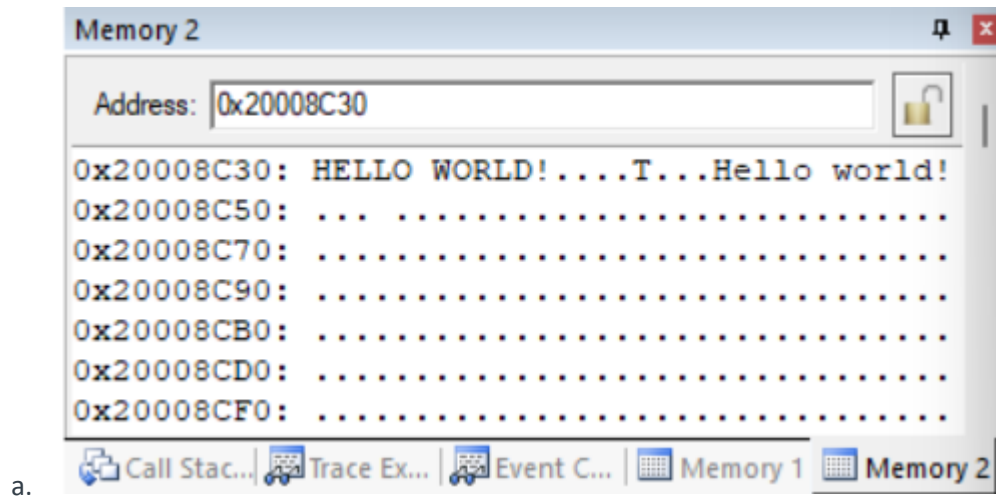 Memory 2
Address: 0x20008C30
0x20008C30: HELLO WORLD!....T...Hello world!
0x20008C50: ... ............................
0x20008C70: ................................
0x20008C90: ................................
0x20008CB0: ................................
0x20008CD0: ................................
0x20008CF0: ................................
Call Stac... Trace Ex... Event C... Memory 1 Memory 2
a.